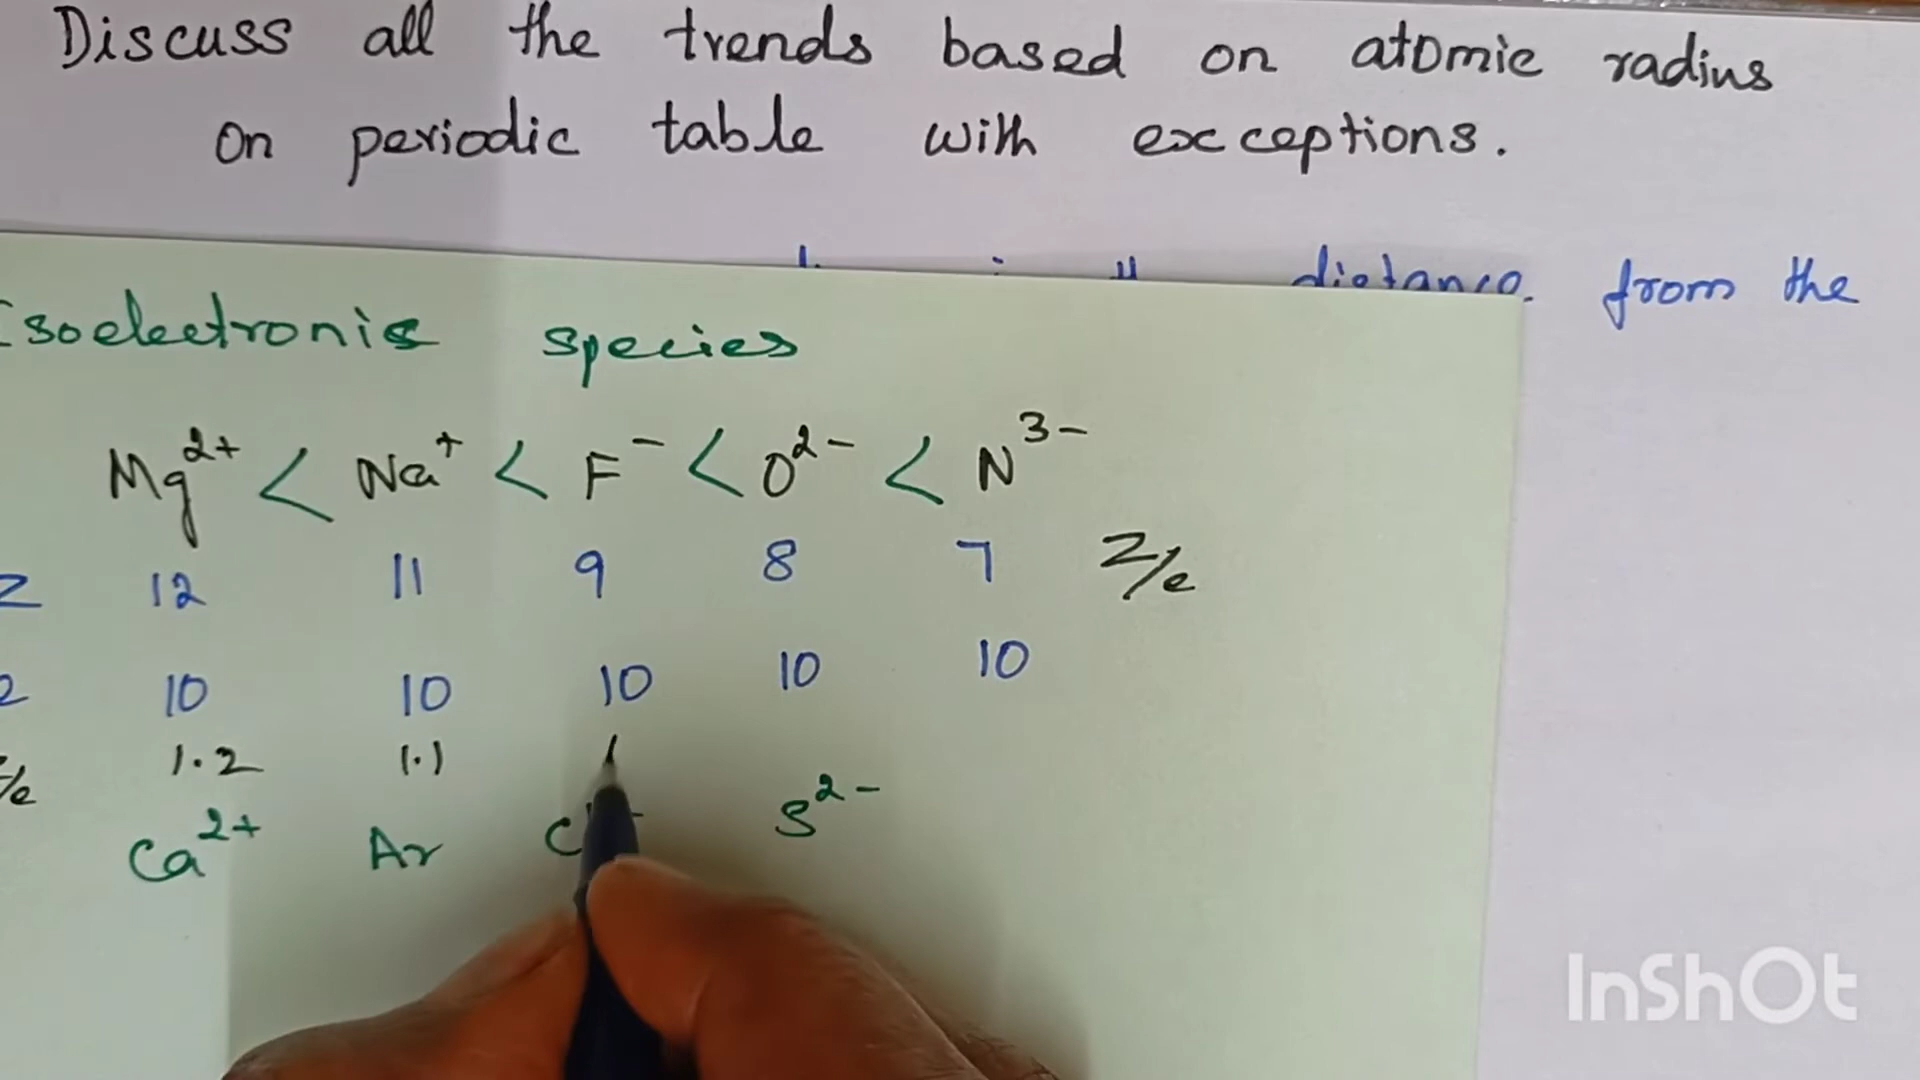 Discuss all the trends based on atomic radius
on periodic table with exceptions.
distance from the
Isoelectronic species
Mg²⁺ < Na⁺ < F⁻ < O²⁻ < N³⁻
Z 12 11 9 8 7 Z/e
10 10 10 10 10
1.2 1.1
Ca²⁺ Ar S²⁻
InShOt